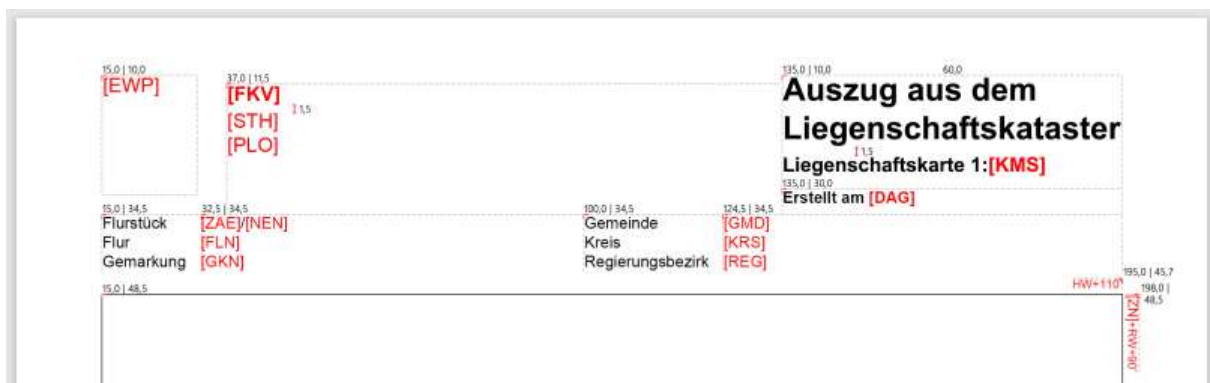 15,0 | 10,0
[EWP]
37,0 | 11,5
[FKV]
1,5
[STH]
[PLO]
135,0 | 10,0
60,0
Auszug aus dem
Liegenschaftskataster
1,5
Liegenschaftskarte 1:[KMS]
135,0 | 30,0
Erstellt am [DAG]
15,0 | 34,5
32,5 | 34,5
100,0 | 34,5
124,5 | 34,5
Flurstück [ZAE]/[NEN]
Gemeinde [GMD]
Flur [FLN]
Kreis [KRS]
Gemarkung [GKN]
Regierungsbezirk [REG]
195,0 | 45,7
HW+110°
15,0 | 48,5
198,0 |
48,5
[ZN]+RW+90°